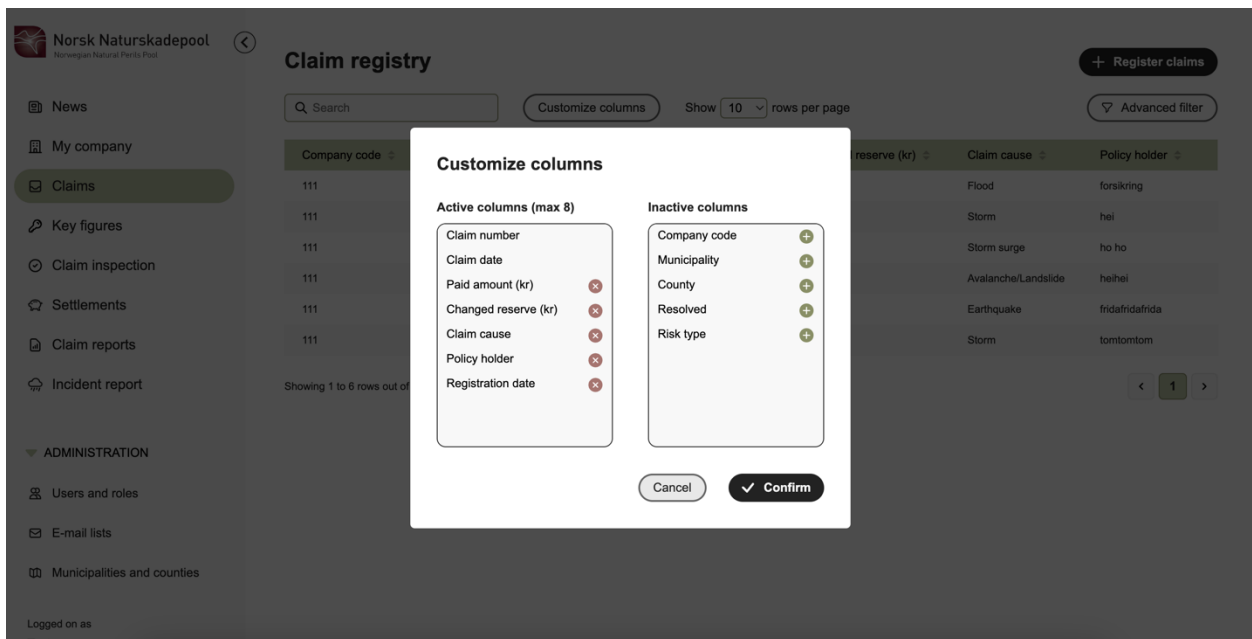 Norsk Naturskadepool
Norwegian Natural Perils Pool
News
My company
Claims
Key figures
Claim inspection
Settlements
Claim reports
Incident report
ADMINISTRATION
Users and roles
E-mail lists
Municipalities and counties
Logged on as
Claim registry
+ Register claims
Search
Customize columns
Show 10 rows per page
Advanced filter
Company code reserve (kr) Claim cause Policy holder
111 Flood forsikring
111 Storm hei
111 Storm surge ho ho
111 Avalanche/Landslide heihei
111 Earthquake fridafridafrida
111 Storm tomtomtom
Showing 1 to 6 rows out of
1
Customize columns
Active columns (max 8)
Claim number
Claim date
Paid amount (kr)
Changed reserve (kr)
Claim cause
Policy holder
Registration date
Inactive columns
Company code
Municipality
County
Resolved
Risk type
Cancel
Confirm